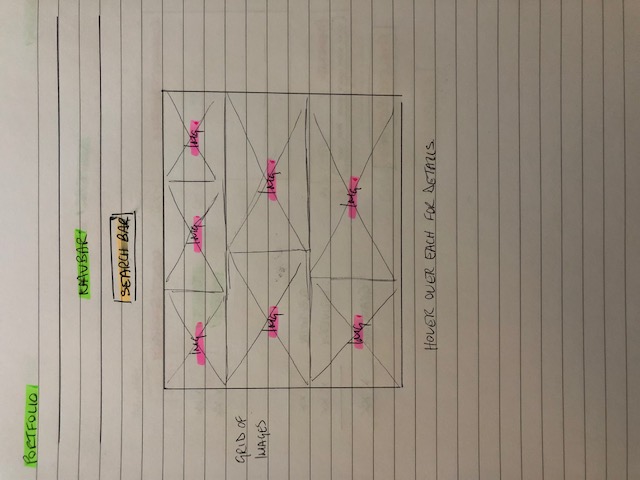 PORTFOLIO
NAVBAR
SEARCH BAR
IMG. IMG. IMG.
GRID OF
IMAGES
IMG. IMG.
IMG. IMG.
HOVER OVER EACH FOR DETAILS.